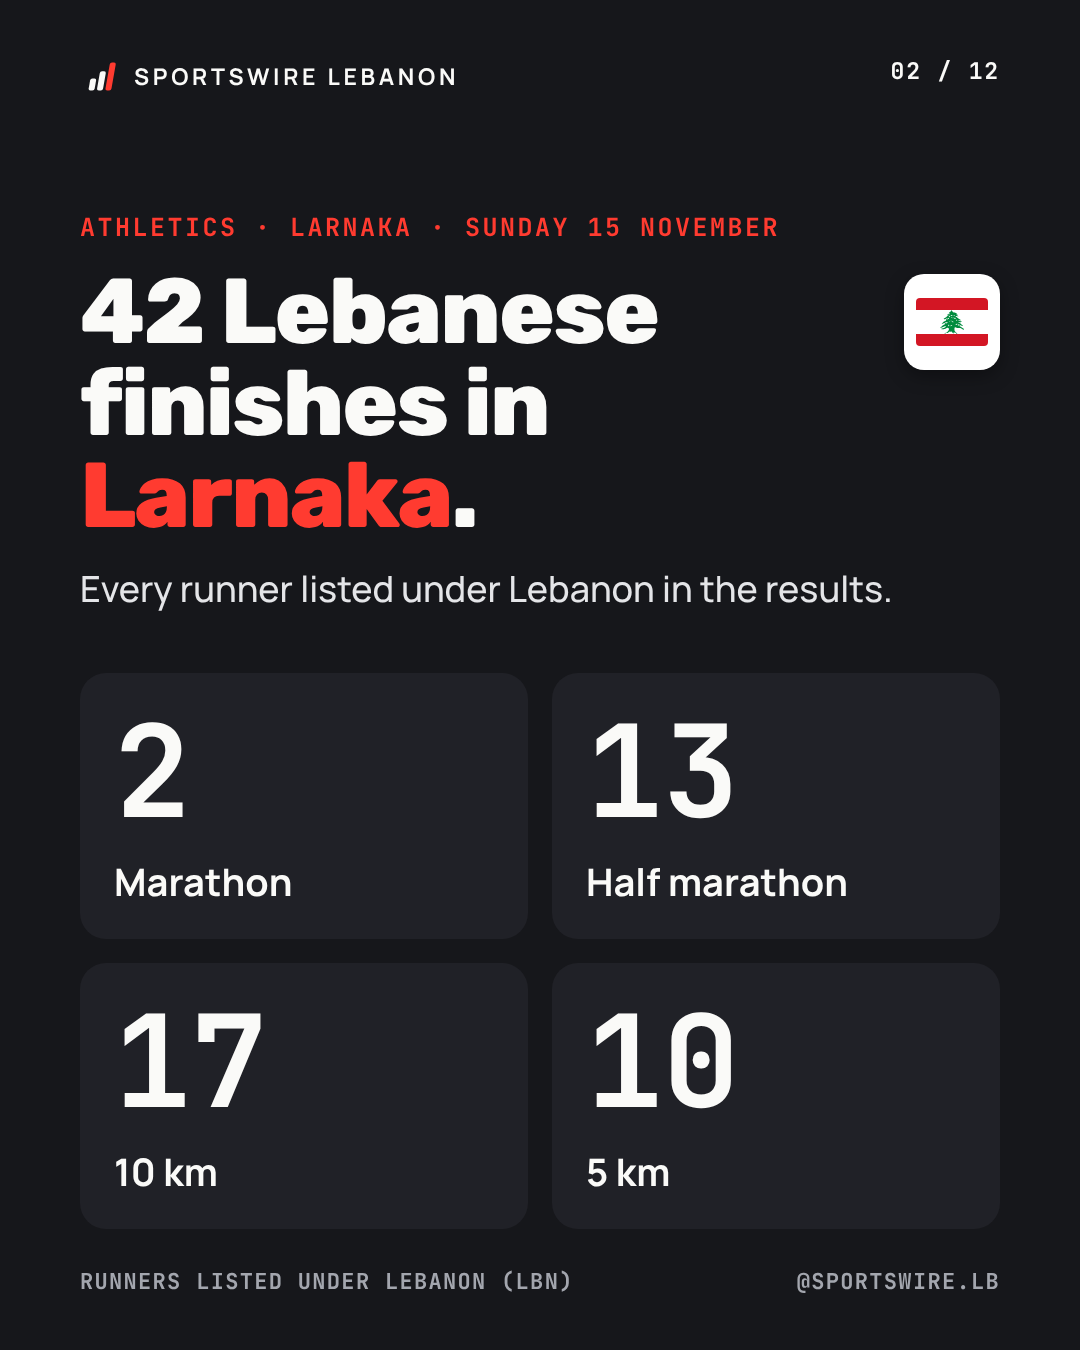 SPORTSWIRE LEBANON
02 / 12
ATHLETICS · LARNAKA · SUNDAY 15 NOVEMBER
42 Lebanese
finishes in
Larnaka.
Every runner listed under Lebanon in the results.
2
Marathon
13
Half marathon
17
10 km
10
5 km
RUNNERS LISTED UNDER LEBANON (LBN)
@SPORTSWIRE.LB